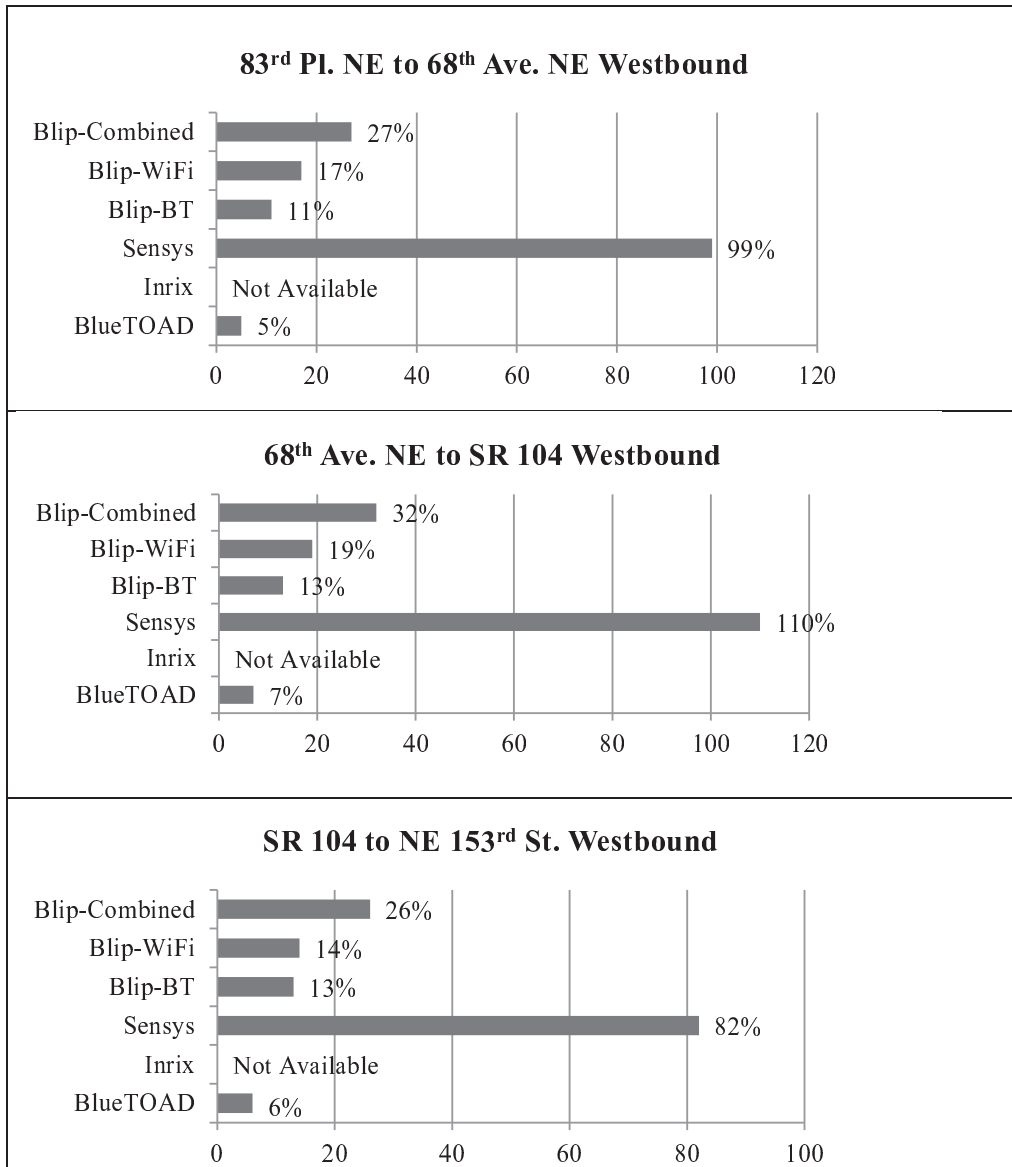 83rd Pl. NE to 68th Ave. NE Westbound
Blip-Combined 27%
Blip-WiFi 17%
Blip-BT 11%
Sensys 99%
Inrix Not Available
BlueTOAD 5%
0 20 40 60 80 100 120
68th Ave. NE to SR 104 Westbound
Blip-Combined 32%
Blip-WiFi 19%
Blip-BT 13%
Sensys 110%
Inrix Not Available
BlueTOAD 7%
0 20 40 60 80 100 120
SR 104 to NE 153rd St. Westbound
Blip-Combined 26%
Blip-WiFi 14%
Blip-BT 13%
Sensys 82%
Inrix Not Available
BlueTOAD 6%
0 20 40 60 80 100